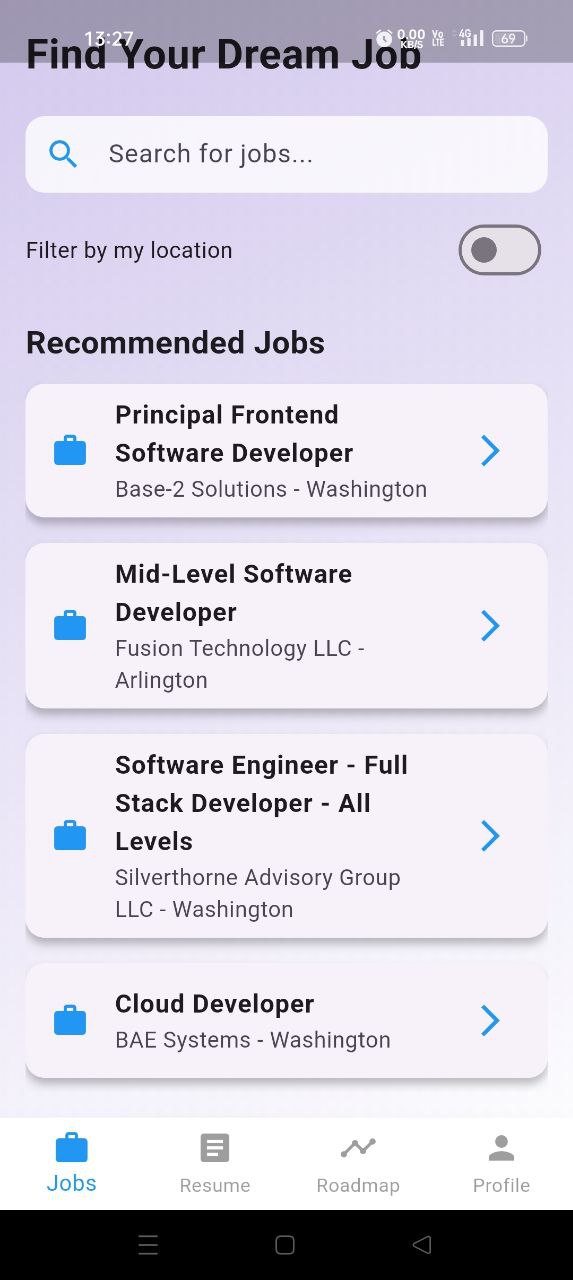 13:27 0.00 KB/S Vo LTE 4G 69
Find Your Dream Job
Search for jobs...
Filter by my location
Recommended Jobs
Principal Frontend
Software Developer
Base-2 Solutions - Washington
Mid-Level Software
Developer
Fusion Technology LLC -
Arlington
Software Engineer - Full
Stack Developer - All
Levels
Silverthorne Advisory Group
LLC - Washington
Cloud Developer
BAE Systems - Washington
Jobs Resume Roadmap Profile